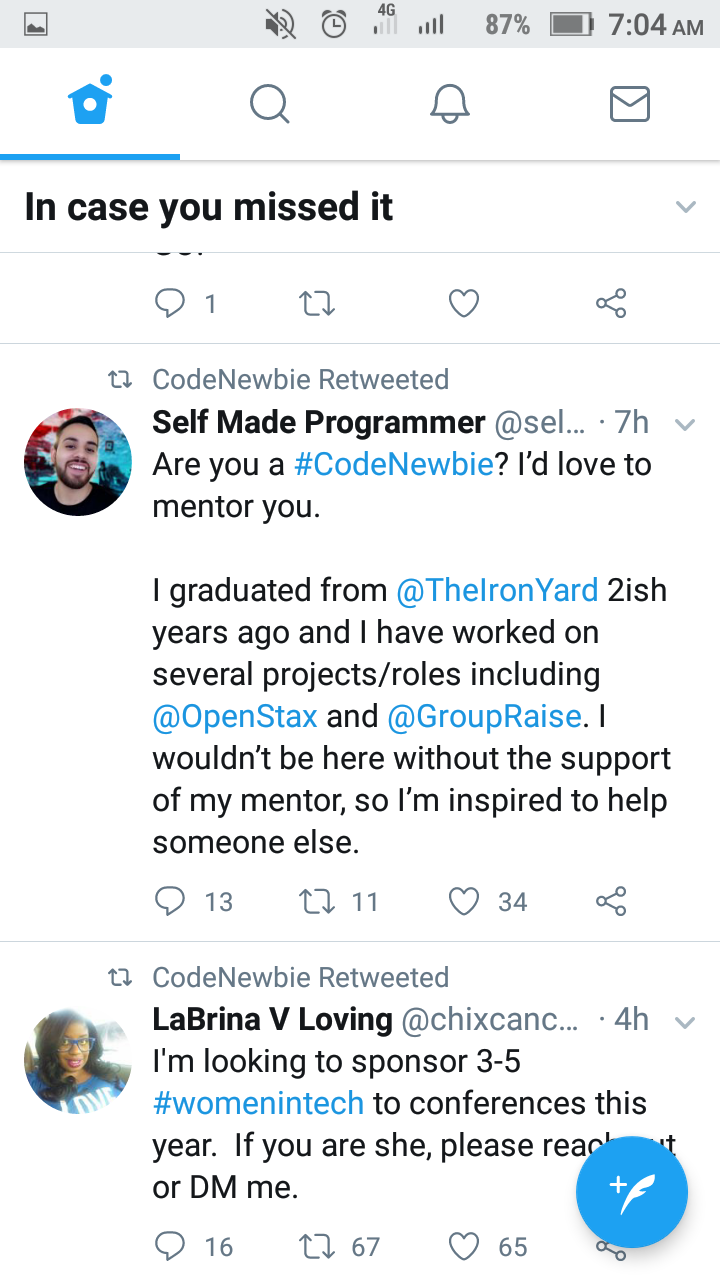 4G
87%
7:04 AM
In case you missed it
1
CodeNewbie Retweeted
Self Made Programmer @sel... · 7h
Are you a #CodeNewbie? I’d love to
mentor you.
I graduated from @TheIronYard 2ish
years ago and I have worked on
several projects/roles including
@OpenStax and @GroupRaise. I
wouldn’t be here without the support
of my mentor, so I’m inspired to help
someone else.
13 11 34
CodeNewbie Retweeted
LaBrina V Loving @chixcanc... · 4h
I'm looking to sponsor 3-5
#womenintech to conferences this
year.  If you are she, please reach out
or DM me.
16 67 65